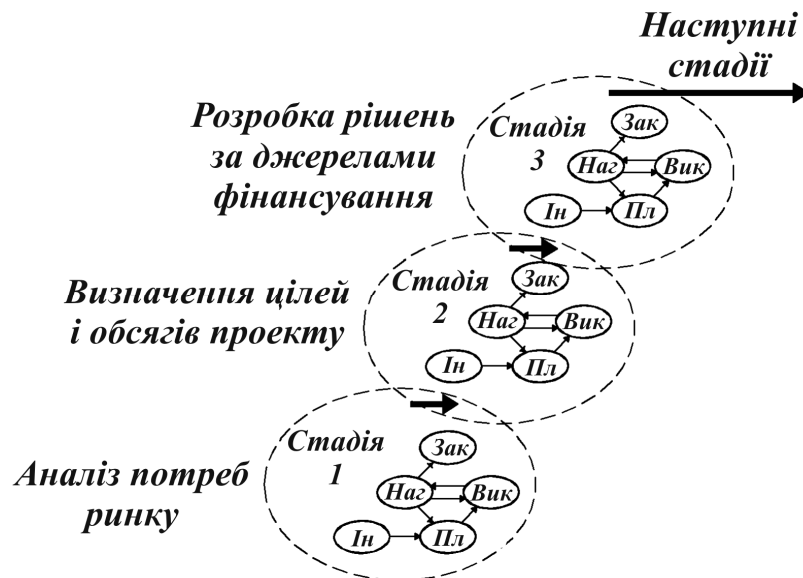 Наступні
стадії
Розробка рішень
за джерелами
фінансування
Стадія
3
Зак
Наг
Вик
Ін
Пл
Визначення цілей
і обсягів проекту
Стадія
2
Зак
Наг
Вик
Ін
Пл
Аналіз потреб
ринку
Стадія
1
Зак
Наг
Вик
Ін
Пл